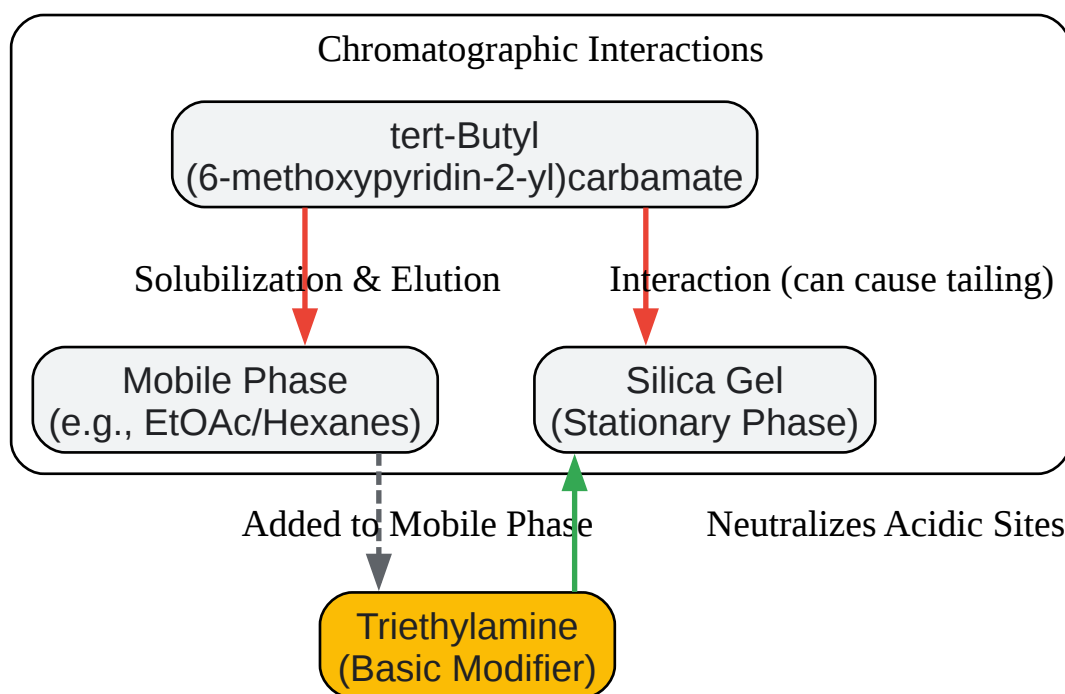 Chromatographic Interactions
tert-Butyl
(6-methoxypyridin-2-yl)carbamate
Solubilization & Elution
Interaction (can cause tailing)
Mobile Phase
(e.g., EtOAc/Hexanes)
Silica Gel
(Stationary Phase)
Added to Mobile Phase
Neutralizes Acidic Sites
Triethylamine
(Basic Modifier)